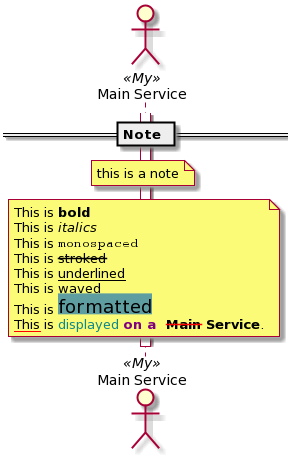 «My»
Main Service
Note
this is a note
This is bold
This is italics
This is monospaced
This is stroked
This is underlined
This is waved
This is formatted
This is displayed on a Main Service.
«My»
Main Service